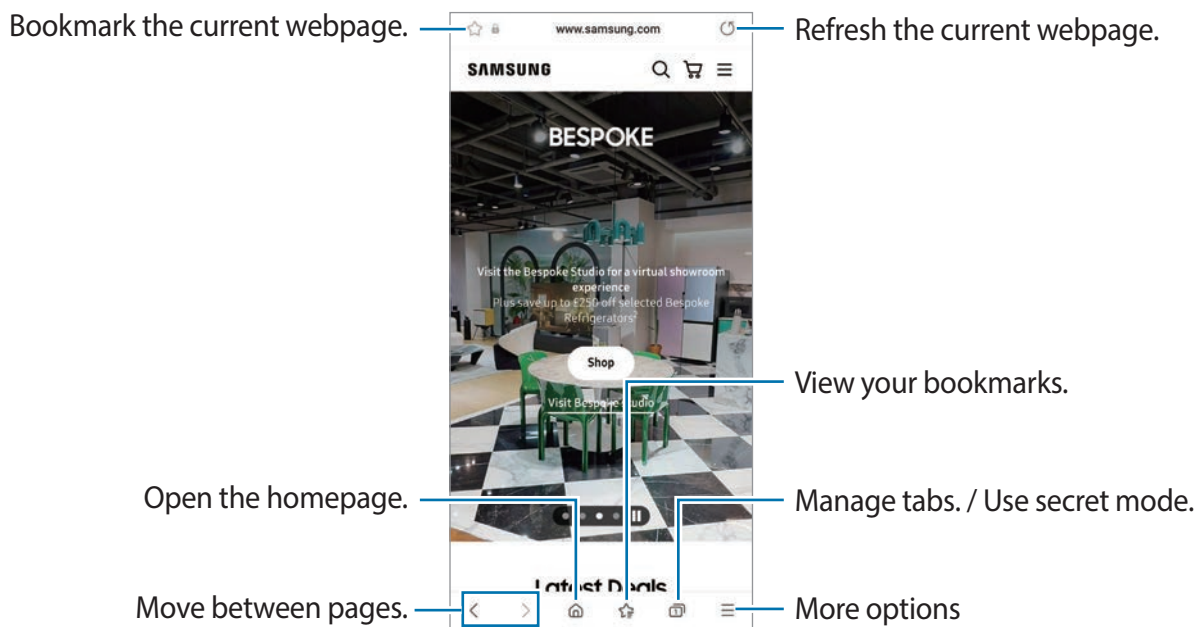 Bookmark the current webpage.
www.samsung.com
Refresh the current webpage.
SAMSUNG
BESPOKE
Visit the Bespoke Studio for a virtual showroom
experience
Plus save up to £250 off selected Bespoke
Refrigerators
Shop
View your bookmarks.
Visit Bespoke Studio
Open the homepage.
Manage tabs. / Use secret mode.
Latest Deals
Move between pages.
1
More options